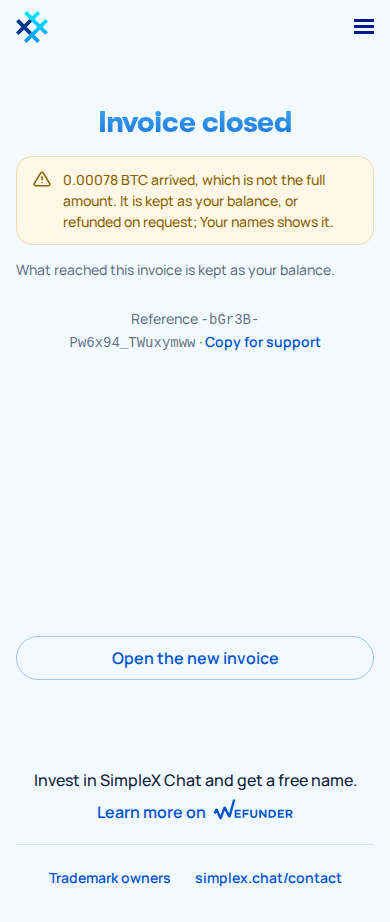 Invoice closed
0.00078 BTC arrived, which is not the full
amount. It is kept as your balance, or
refunded on request; Your names shows it.
What reached this invoice is kept as your balance.
Reference -bGr3B-
Pw6x94_TWuxymww · Copy for support
Open the new invoice
Invest in SimpleX Chat and get a free name.
Learn more on WEFUNDER
Trademark owners simplex.chat/contact